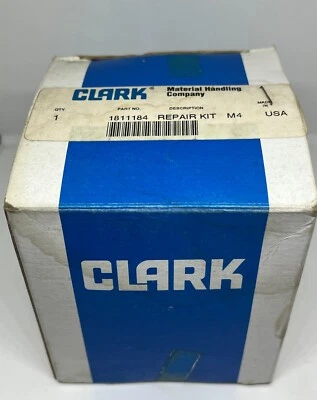 CLARK® Material Handling
Company
QTY. PART NO. DESCRIPTION MADE IN
1 1811184 REPAIR KIT M4 USA
CLARK